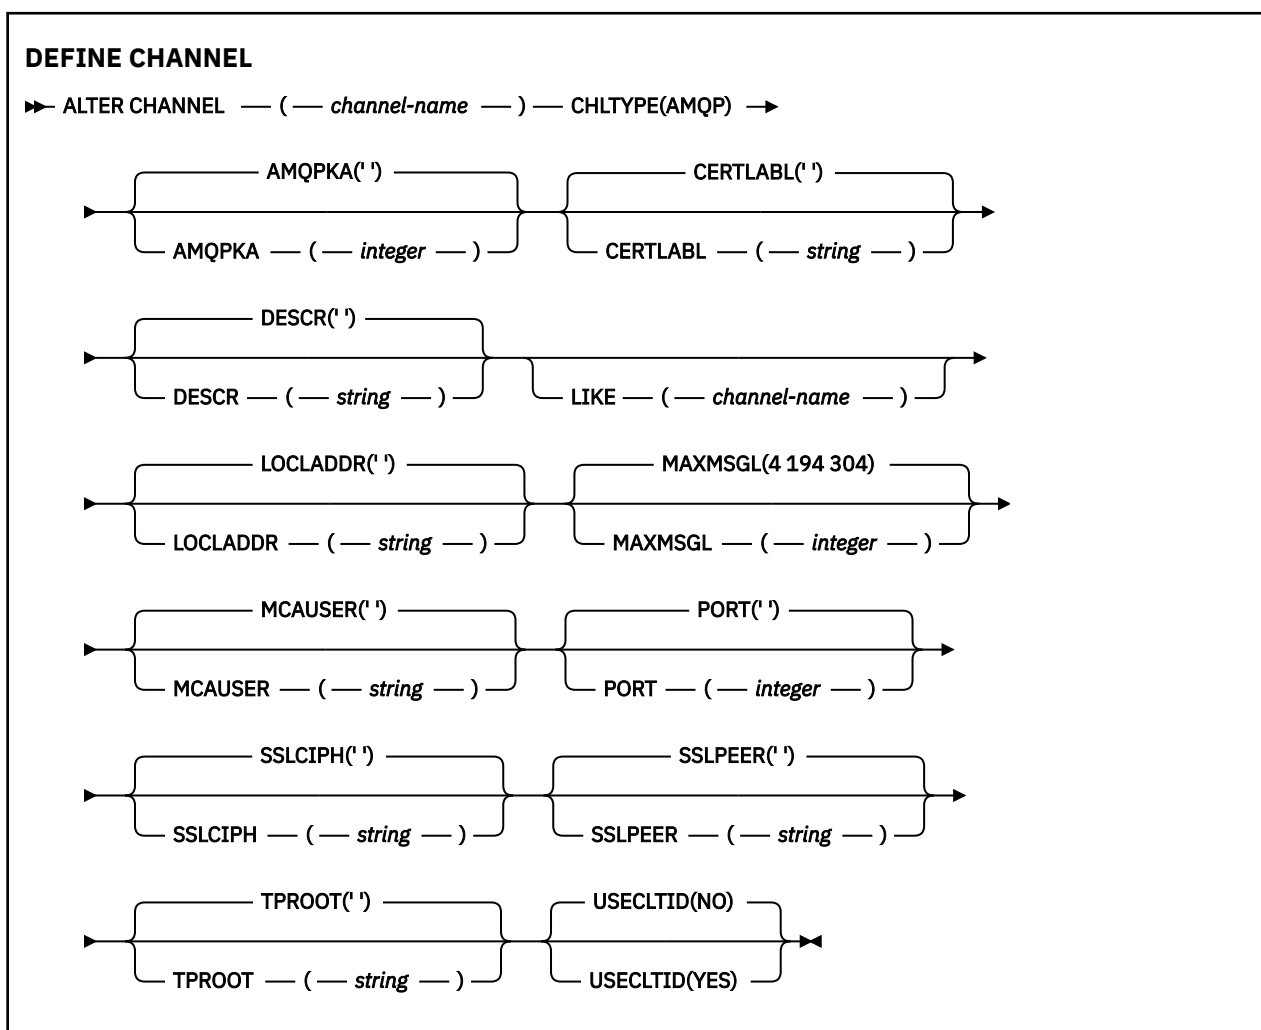 DEFINE CHANNEL
ALTER CHANNEL ( channel-name ) CHLTYPE(AMQP)
AMQPKA(' ') CERTLABL(' ')
AMQPKA ( integer ) CERTLABL ( string )
DESCR(' ')
DESCR ( string ) LIKE ( channel-name )
LOCLADDR(' ') MAXMSGL(4 194 304)
LOCLADDR ( string ) MAXMSGL ( integer )
MCAUSER(' ') PORT(' ')
MCAUSER ( string ) PORT ( integer )
SSLCIPH(' ') SSLPEER(' ')
SSLCIPH ( string ) SSLPEER ( string )
TPROOT(' ') USECLTID(NO)
TPROOT ( string ) USECLTID(YES)